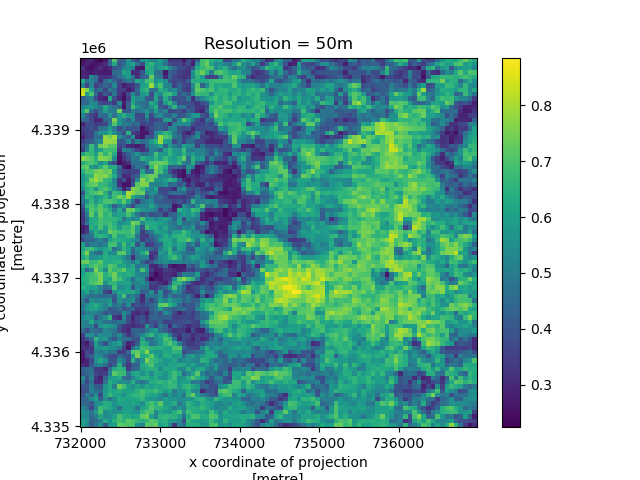 Resolution = 50m
1e6
4.339
4.338
4.337
4.336
4.335
y coordinate of projection
[metre]
732000 733000 734000 735000 736000
x coordinate of projection
[metre]
0.8
0.7
0.6
0.5
0.4
0.3